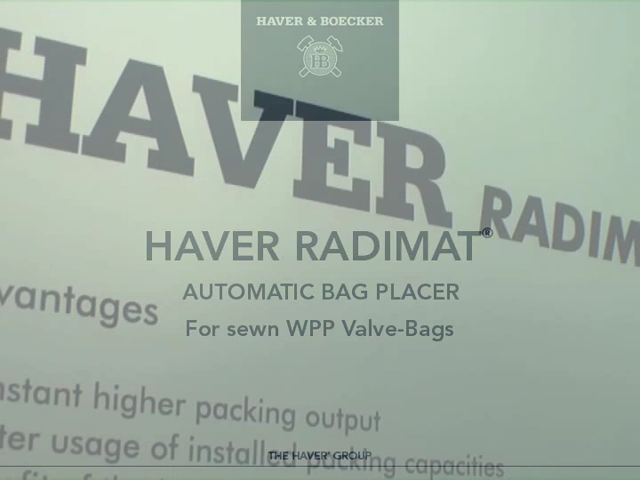 HAVER & BOECKER
HB
HAVER
RADIM
HAVER RADIMAT®
AUTOMATIC BAG PLACER
vantages
For sewn WPP Valve-Bags
nstant higher packing output
ter usage of installed packing capacities
THE HAVER® GROUP